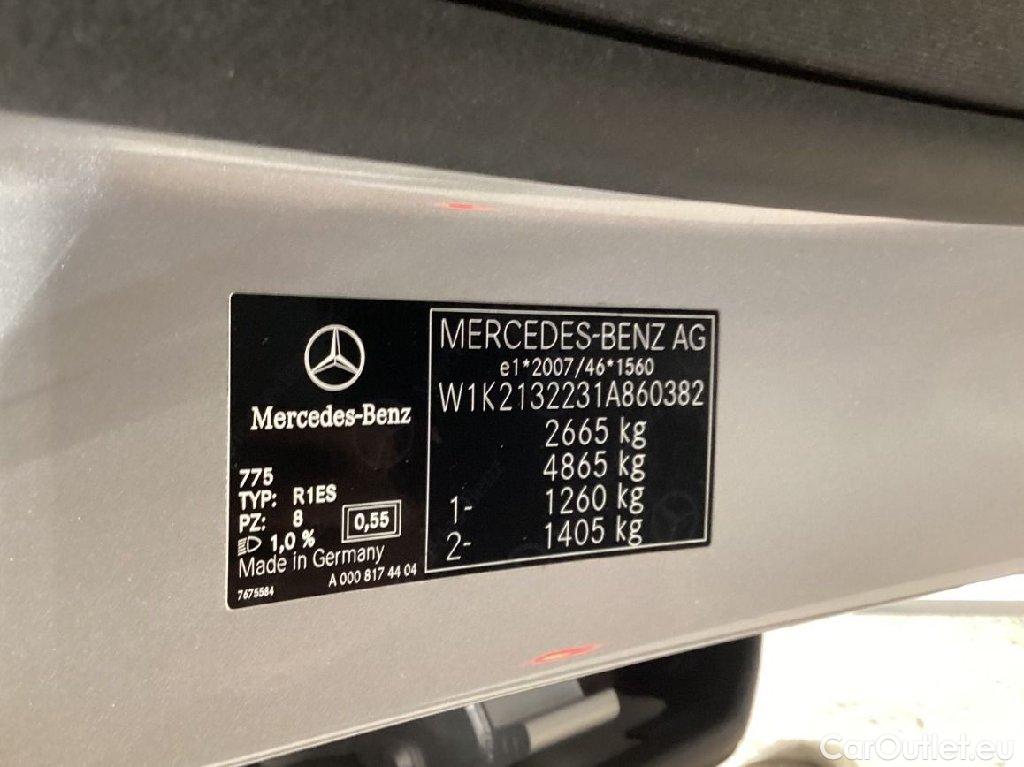 Mercedes-Benz
775
TYP: R1ES
PZ: 8
0,55
1,0 %
Made in Germany
A 000 817 44 04
7675584
MERCEDES-BENZ AG
e1*2007/46*1560
W1K2132231A860382
2665 kg
4865 kg
1- 1260 kg
2- 1405 kg
CarOutlet.eu